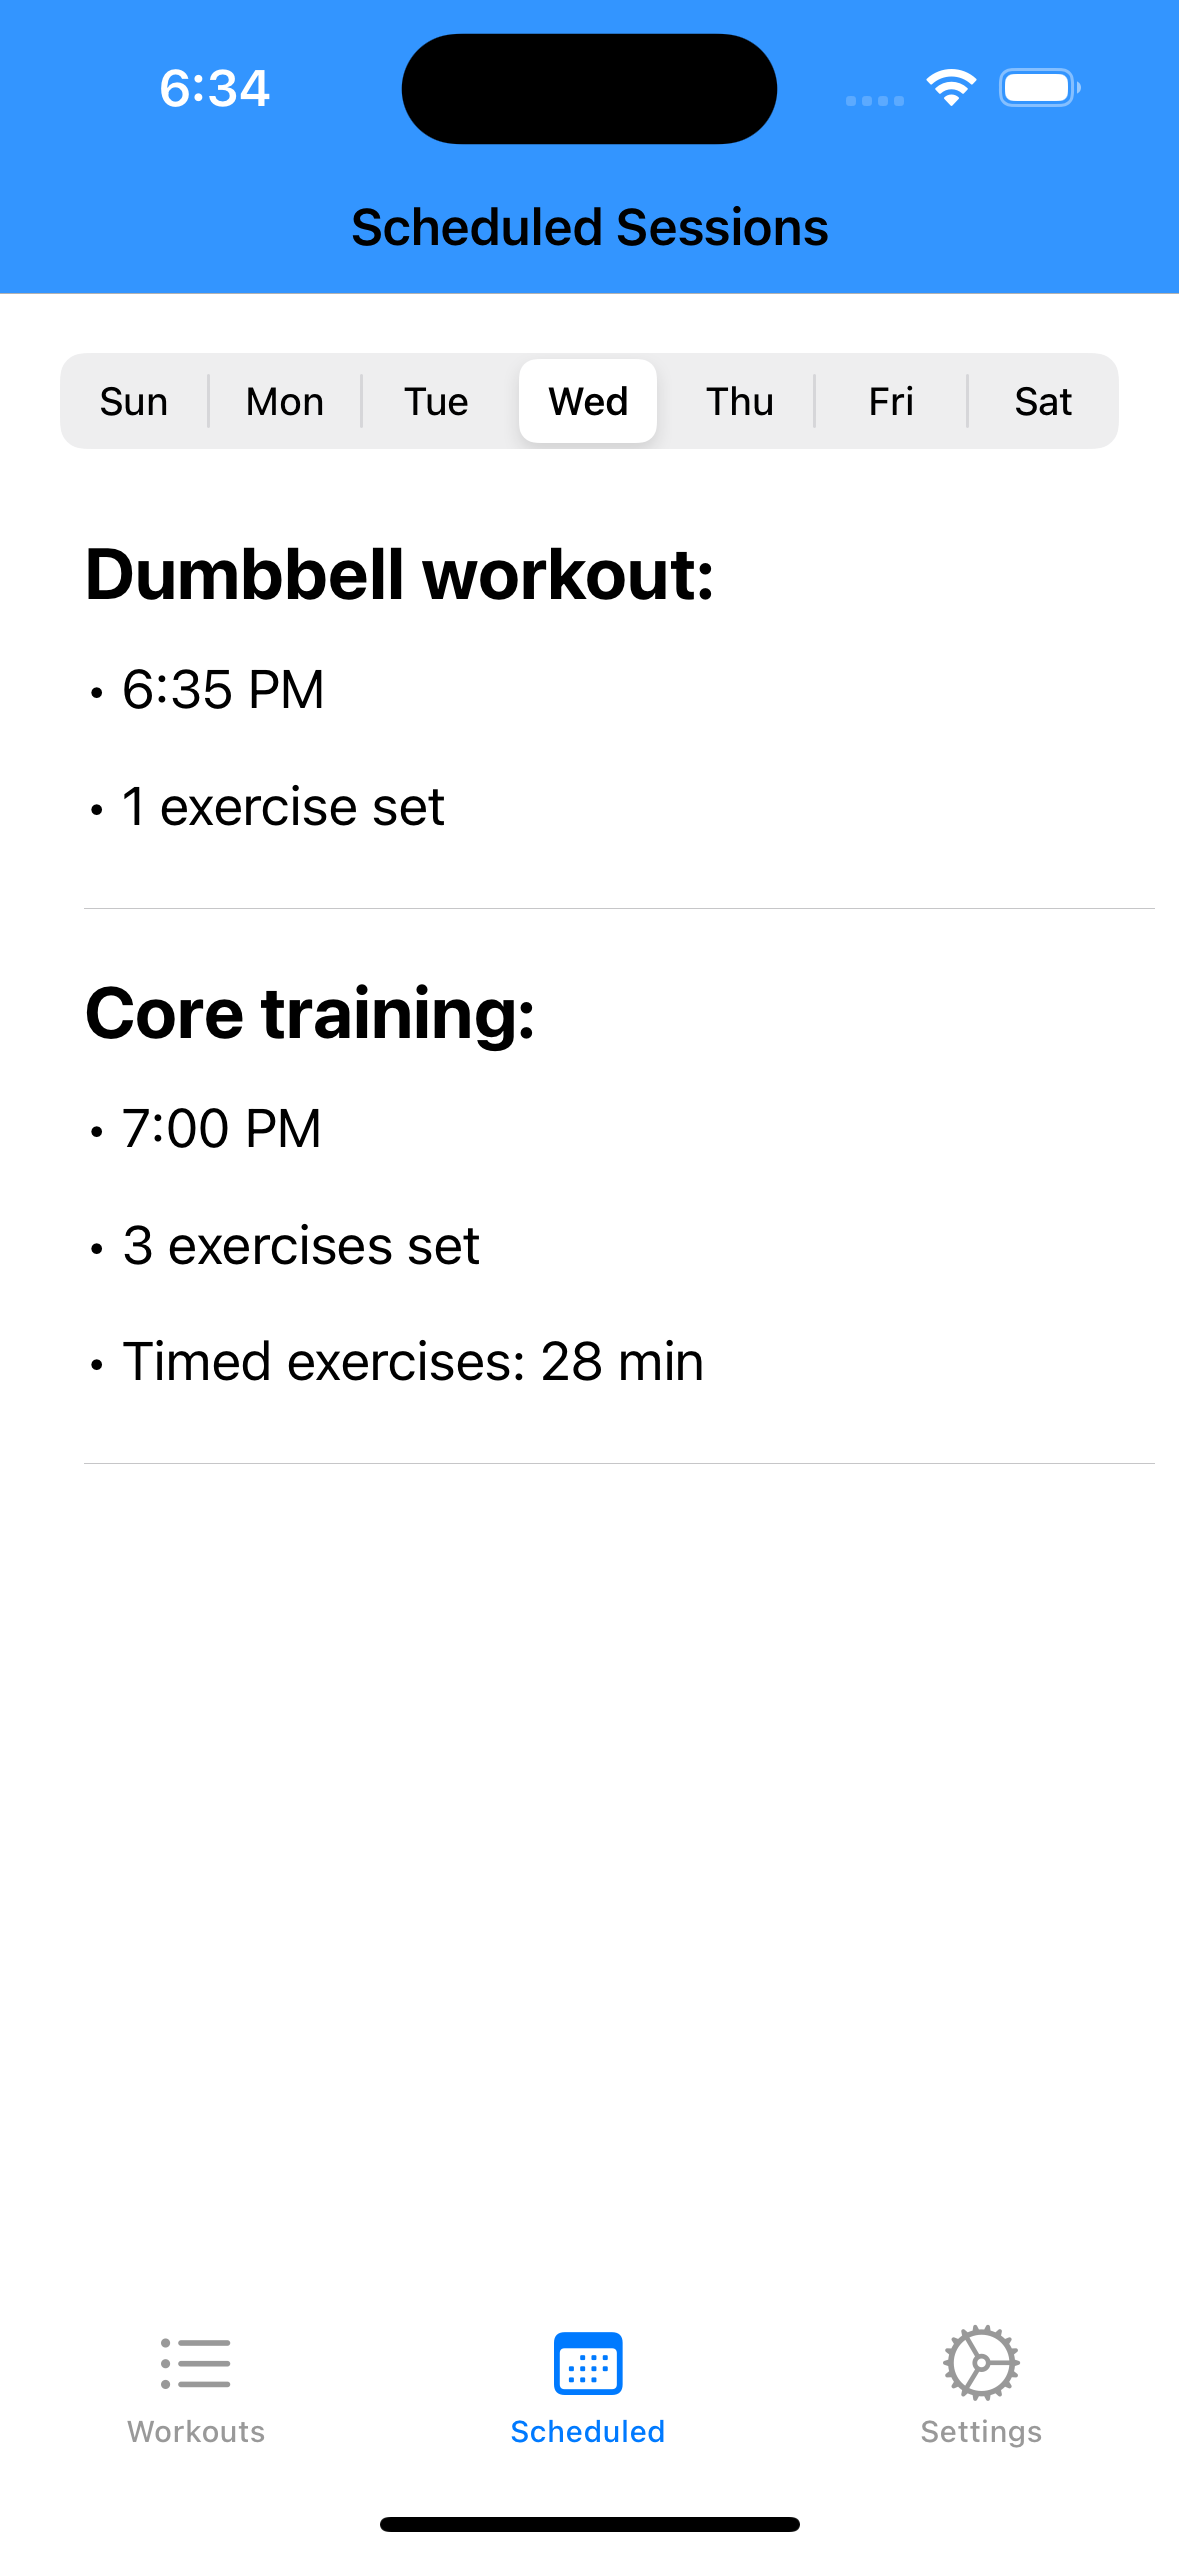 6:34
Scheduled Sessions
Sun Mon Tue Wed Thu Fri Sat
Dumbbell workout:
• 6:35 PM
• 1 exercise set
Core training:
• 7:00 PM
• 3 exercises set
• Timed exercises: 28 min
Workouts Scheduled Settings